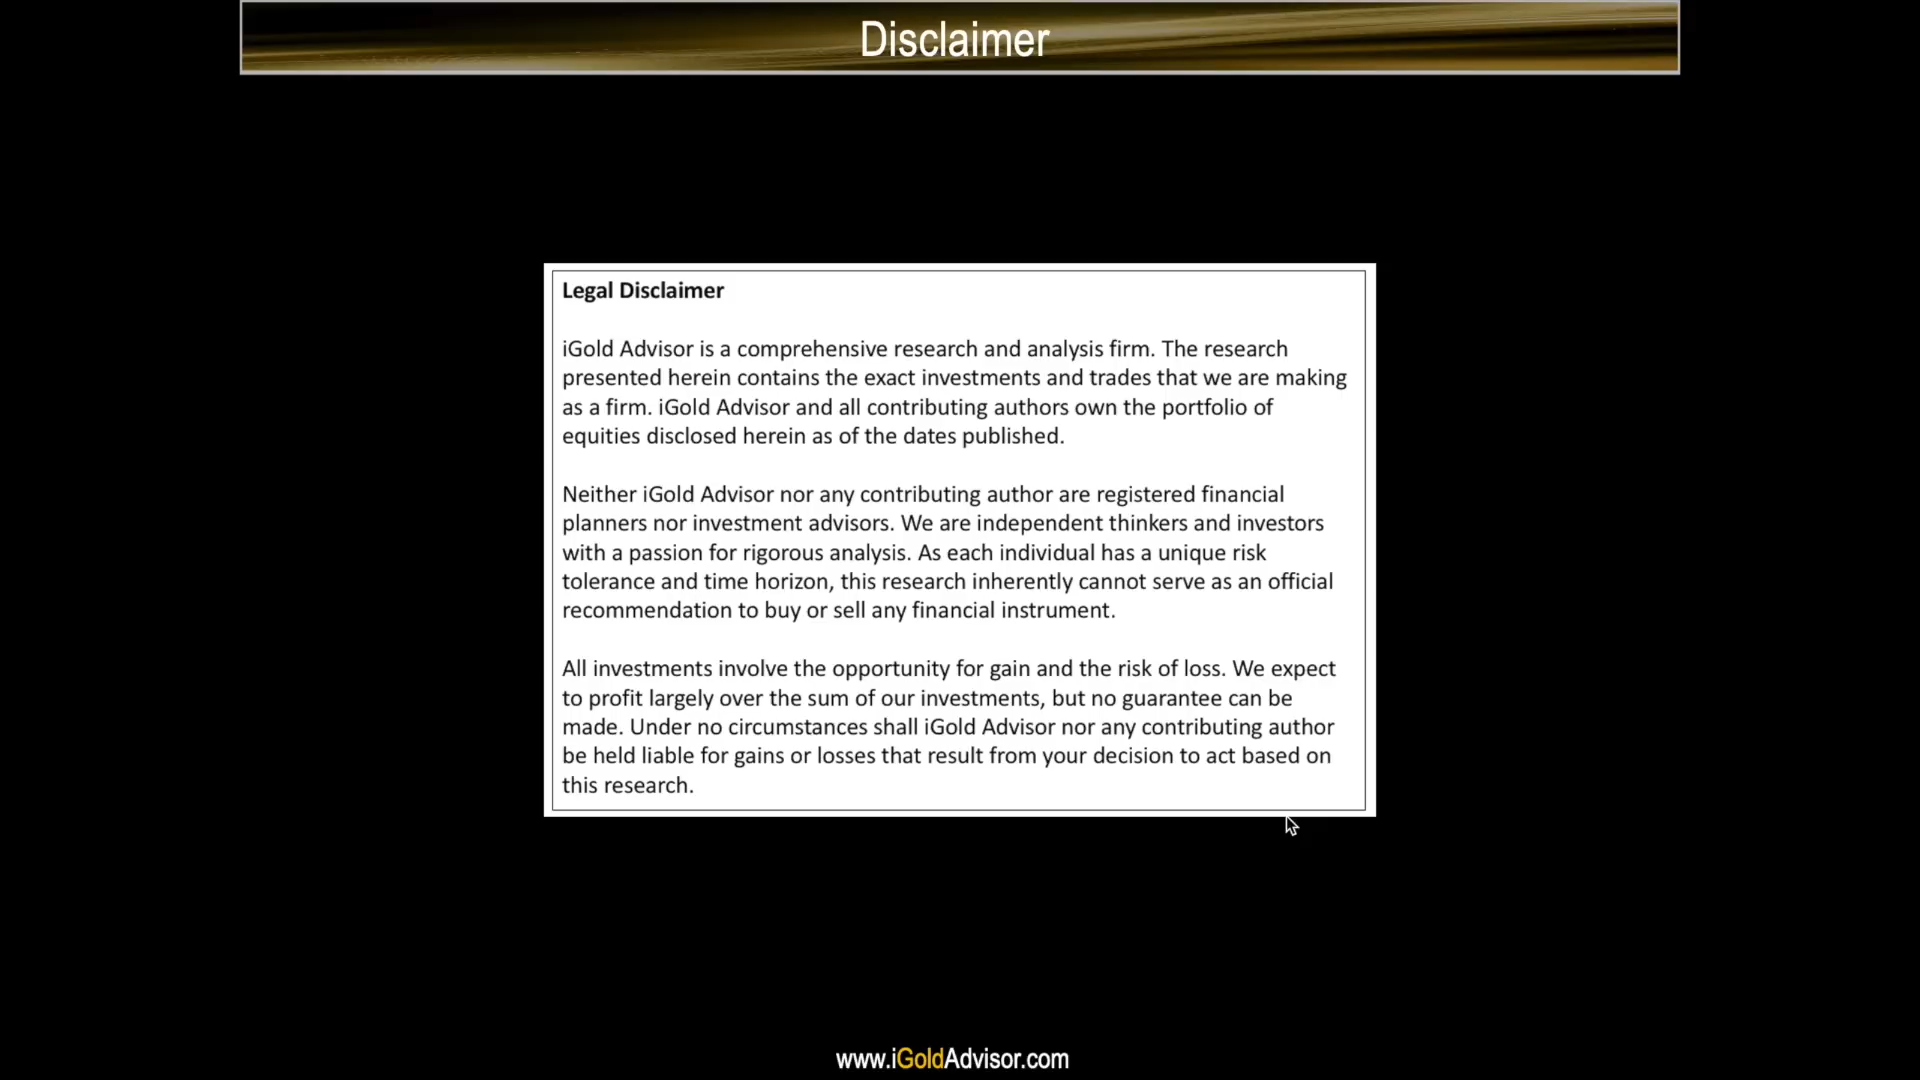 Disclaimer
Legal Disclaimer
iGold Advisor is a comprehensive research and analysis firm. The research
presented herein contains the exact investments and trades that we are making
as a firm. iGold Advisor and all contributing authors own the portfolio of
equities disclosed herein as of the dates published.
Neither iGold Advisor nor any contributing author are registered financial
planners nor investment advisors. We are independent thinkers and investors
with a passion for rigorous analysis. As each individual has a unique risk
tolerance and time horizon, this research inherently cannot serve as an official
recommendation to buy or sell any financial instrument.
All investments involve the opportunity for gain and the risk of loss. We expect
to profit largely over the sum of our investments, but no guarantee can be
made. Under no circumstances shall iGold Advisor nor any contributing author
be held liable for gains or losses that result from your decision to act based on
this research.
www.iGoldAdvisor.com